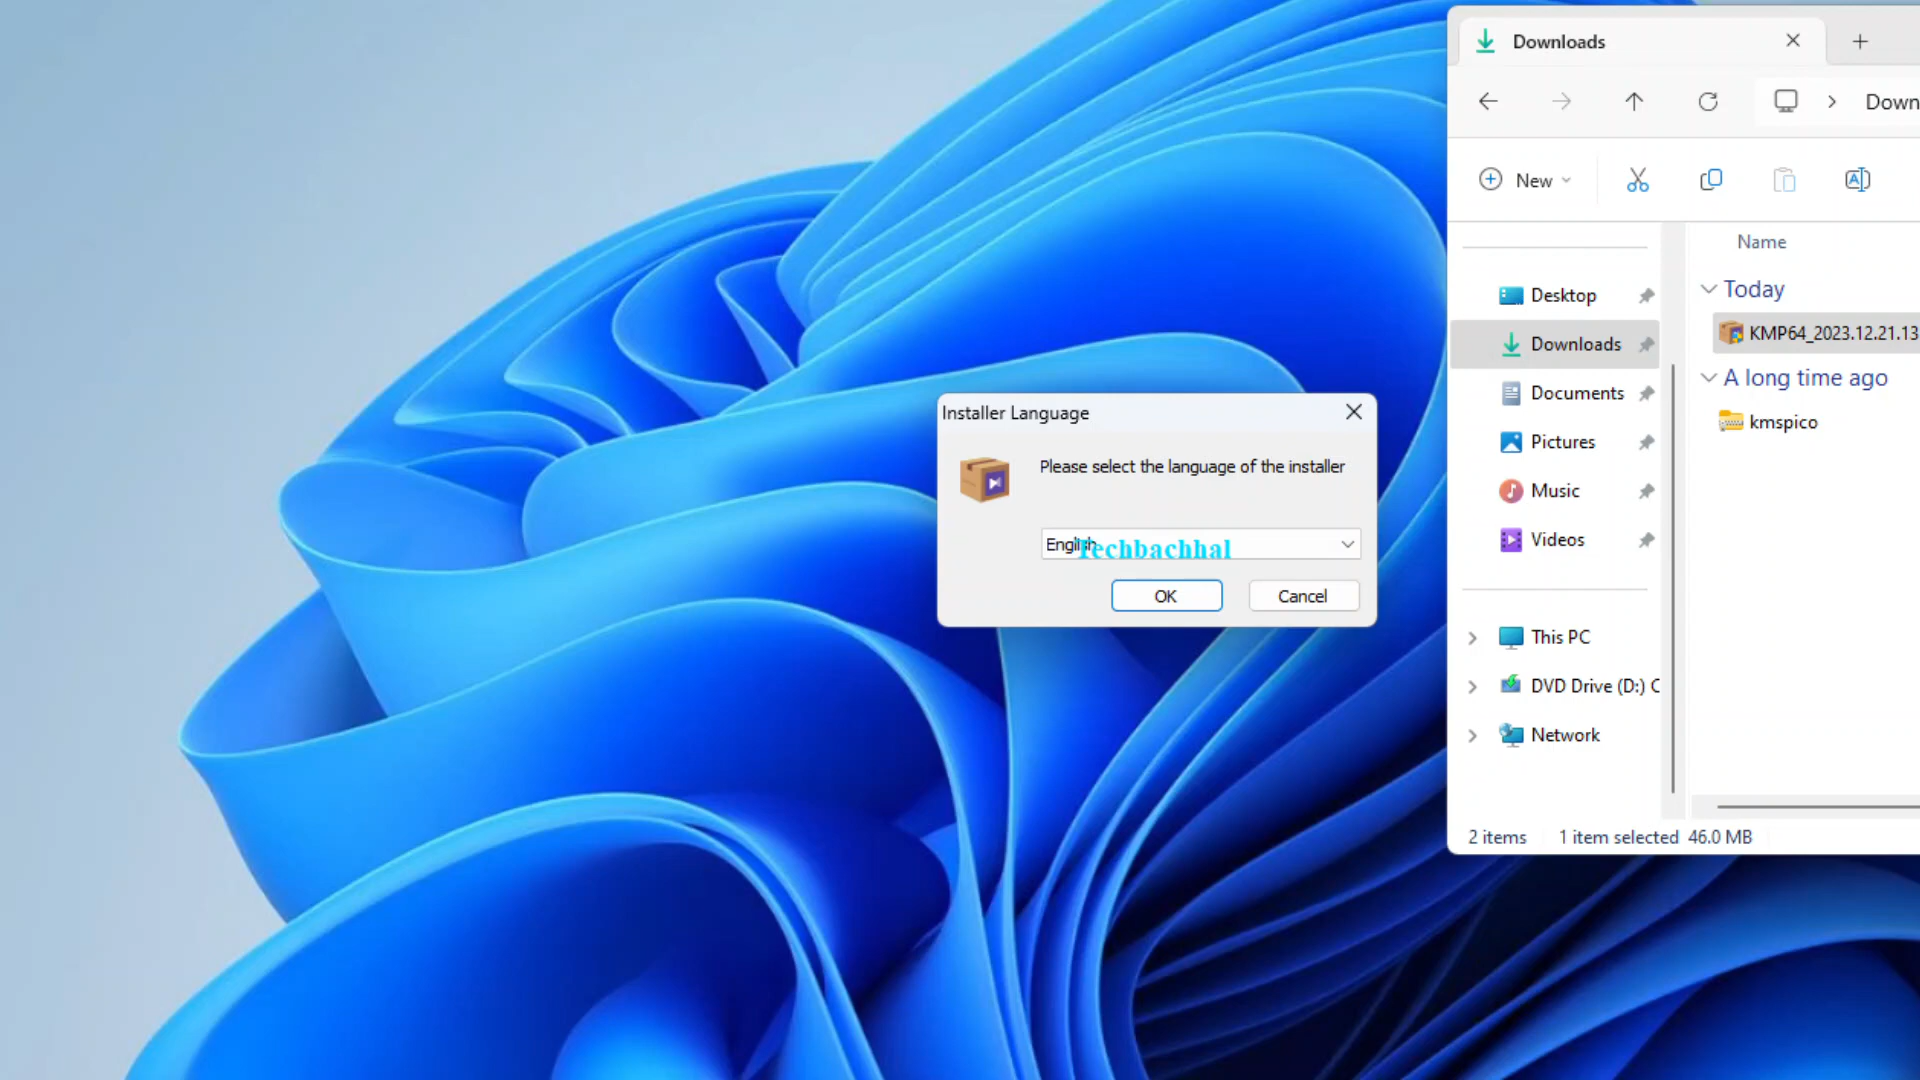 Downloads
Down
New
Name
Today
KMP64_2023.12.21.13
A long time ago
kmspico
Desktop
Downloads
Documents
Pictures
Music
Videos
This PC
DVD Drive (D:) C
Network
2 items
1 item selected 46.0 MB
Installer Language
Please select the language of the installer
English
Techbachhal
OK
Cancel